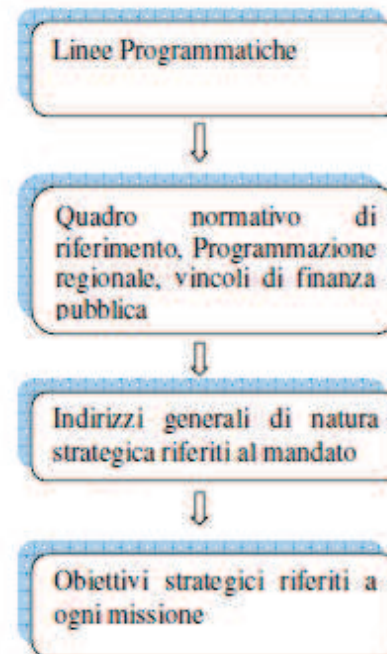 Linee Programmatiche
Quadro normativo di
riferimento, Programmazione
regionale, vincoli di finanza
pubblica
Indirizzi generali di natura
strategica riferiti al mandato
Obiettivi strategici riferiti a
ogni missione